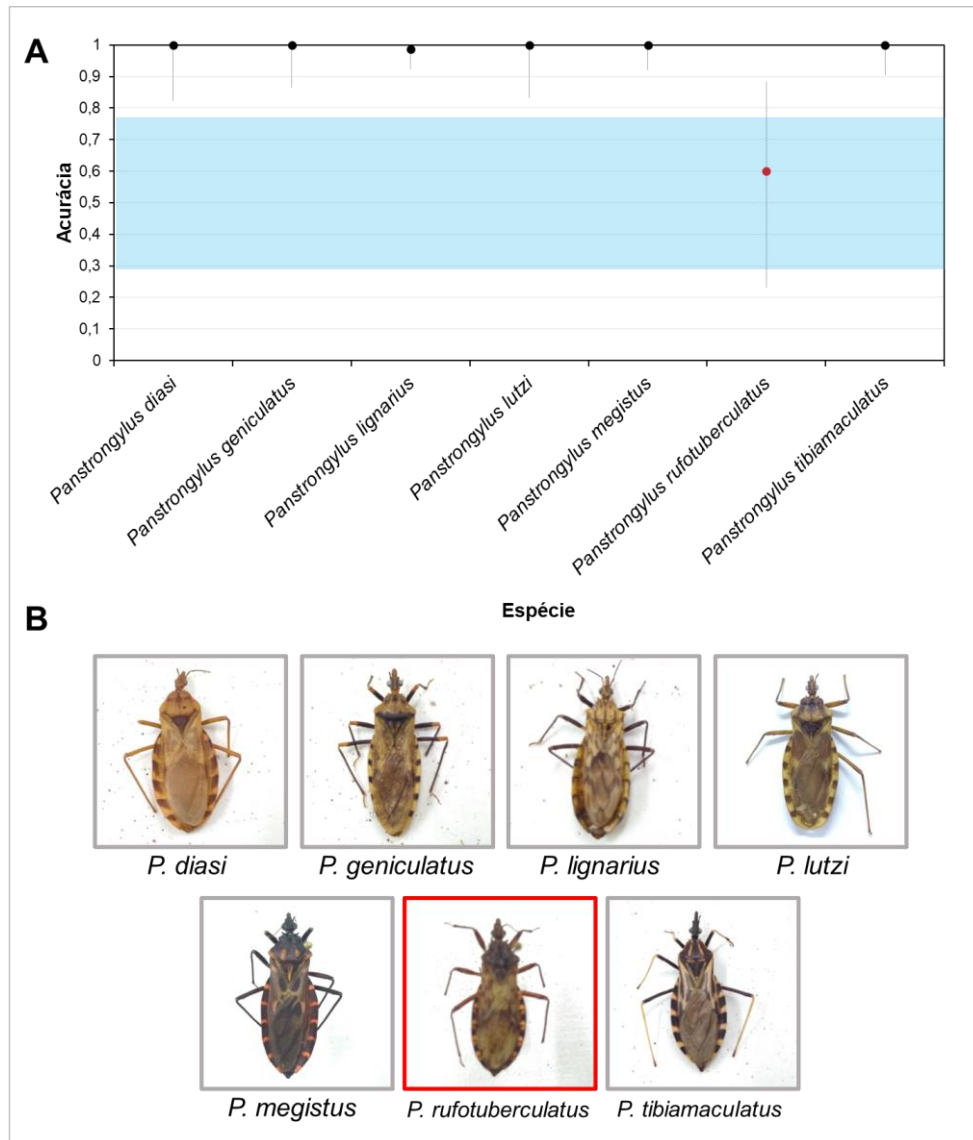 A
1
0,9
0,8
0,7
0,6
0,5
0,4
0,3
0,2
0,1
0
Acurácia
Panstrongylus diasi
Panstrongylus geniculatus
Panstrongylus lignarius
Panstrongylus lutzi
Panstrongylus megistus
Panstrongylus rufotuberculatus
Panstrongylus tibiamaculatus
Espécie
B
P. diasi
P. geniculatus
P. lignarius
P. lutzi
P. megistus
P. rufotuberculatus
P. tibiamaculatus